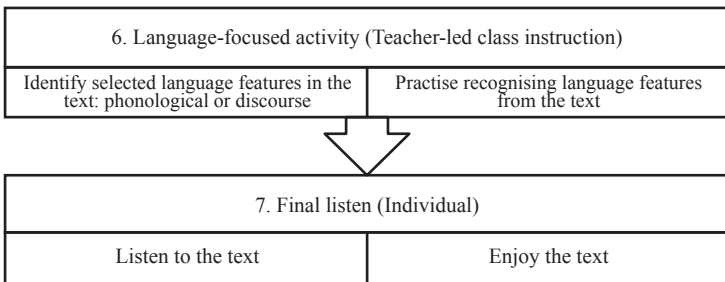 6. Language-focused activity (Teacher-led class instruction)
Identify selected language features in the
text: phonological or discourse
Practise recognising language features
from the text
7. Final listen (Individual)
Listen to the text
Enjoy the text